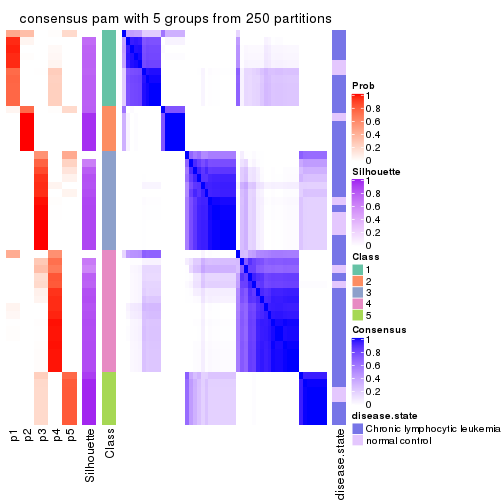 consensus pam with 5 groups from 250 partitions
Prob
1
0.8
0.6
0.4
0.2
0
Silhouette
1
0.8
0.6
0.4
0.2
0
Class
1
2
3
4
5
Consensus
1
0.8
0.6
0.4
0.2
0
disease.state
Chronic lymphocytic leukemia
normal control
p1
p2
p3
p4
p5
Silhouette
Class
disease.state